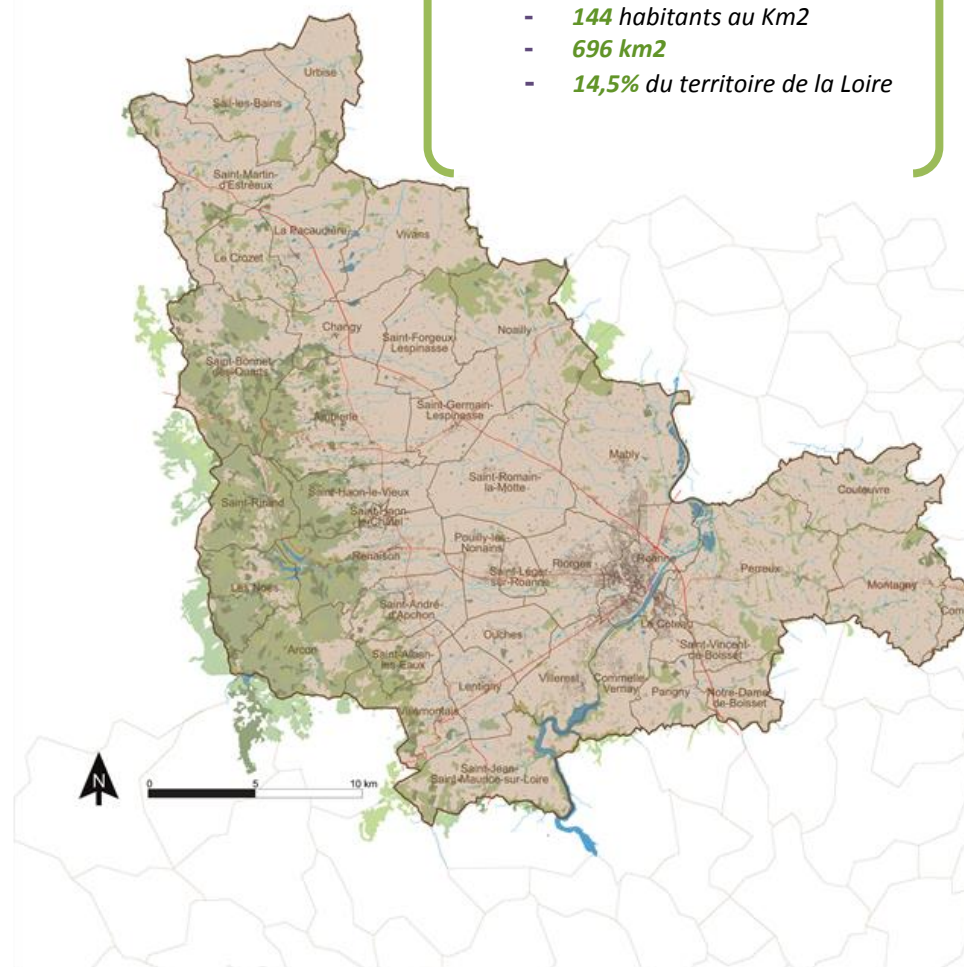 - 144 habitants au Km2
- 696 km2
- 14,5% du territoire de la Loire
Urbise
Sail-les-Bains
Saint-Martin-
d'Estréaux
La Pacaudière
Vivans
Le Crozet
Changy
Saint-Forgeux-
Lespinasse
Noailly
Saint-Bonnet-
des-Quarts
Ambierle
Saint-Germain-
Lespinasse
Mably
Saint-Romain-
la-Motte
Coutouvre
Saint-Rirand
Saint-Haon-le-Vieux
Saint-Haon-
le-Châtel
Pouilly-les-
Nonains
Renaison
Saint-Léger-
sur-Roanne
Riorges
Roanne
Perreux
Montagny
Les Noës
Com
Saint-André-
d'Apchon
Le Coteau
Ouches
Saint-Vincent-
de-Boisset
Arcon
Saint-Alban-
les-Eaux
Lentigny
Villerest
Commelle-
Vernay
Parigny
Notre-Dame-
de-Boisset
Villemontais
Saint-Jean-
Saint-Maurice-sur-Loire
N
0 5 10 km